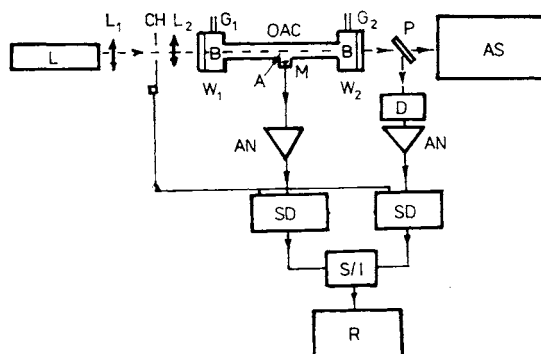 L₁ CH L₂ G₁ OAC G₂ P
L B B AS
A M
W₁ W₂ D
AN AN
SD SD
S/I
R